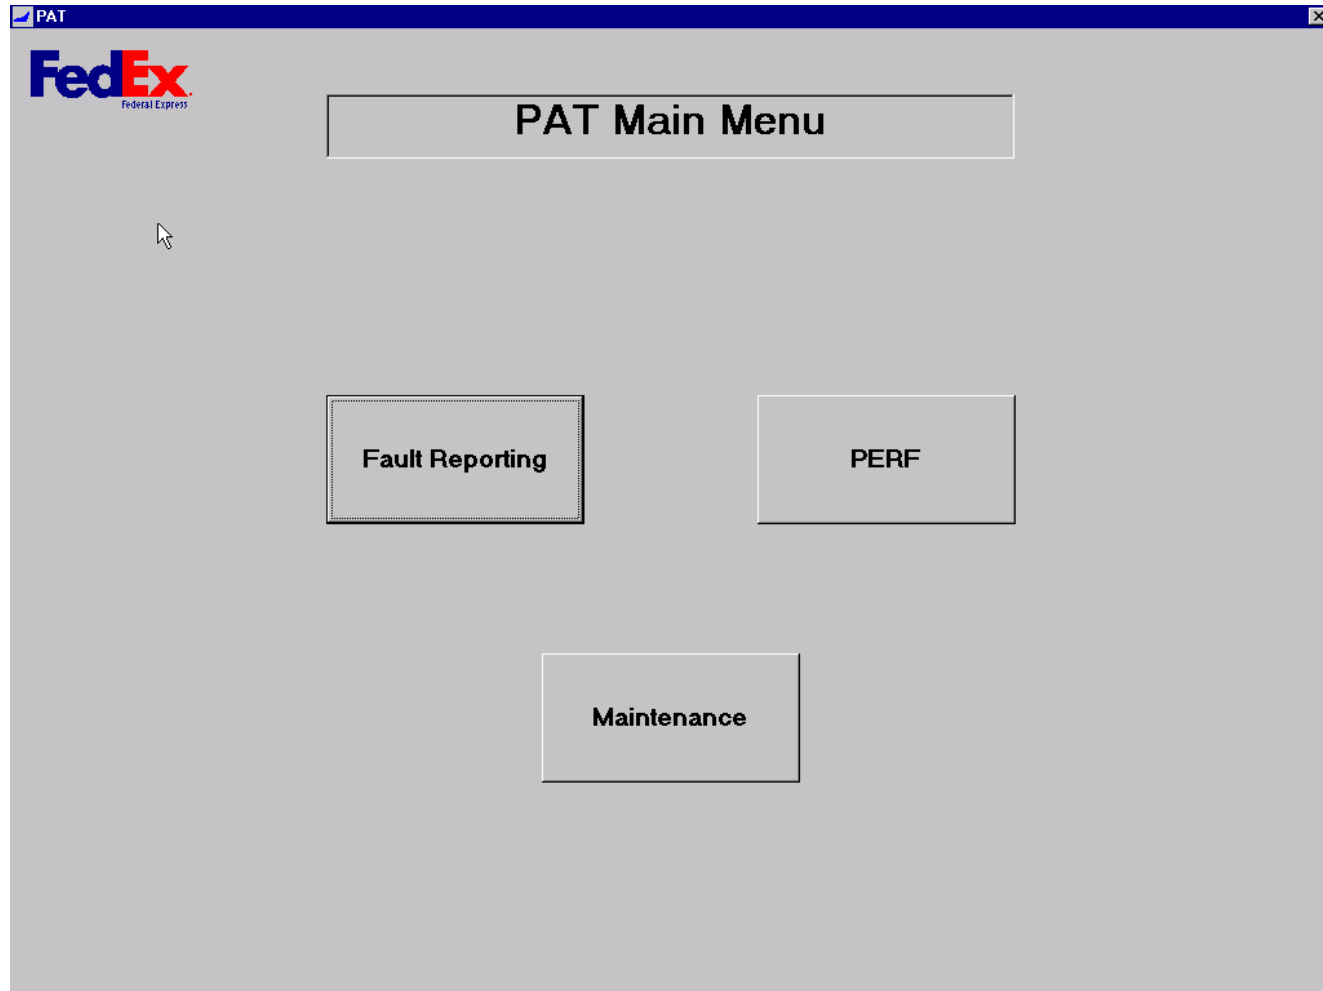 PAT
FedEx.
Federal Express
PAT Main Menu
Fault Reporting
PERF
Maintenance